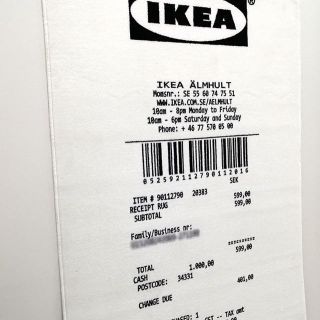 IKEA®
IKEA ÄLMHULT
Momsnr.: SE 55 60 74 75 51
WWW.IKEA.COM.SE/AELMHULT
10am - 8pm Monday to Friday
10am - 6pm Saturday and Sunday
Phone: + 46 77 570 05 00
052592112790112016
SEK
ITEM # 90112790 20383 599,00
RECEIPT RUG 599,00
SUBTOTAL
Family/Business nr:
599,00
TOTAL 1.000,00
CASH
POSTCODE: 34331 401,00
CHANGE DUE
TAX amt